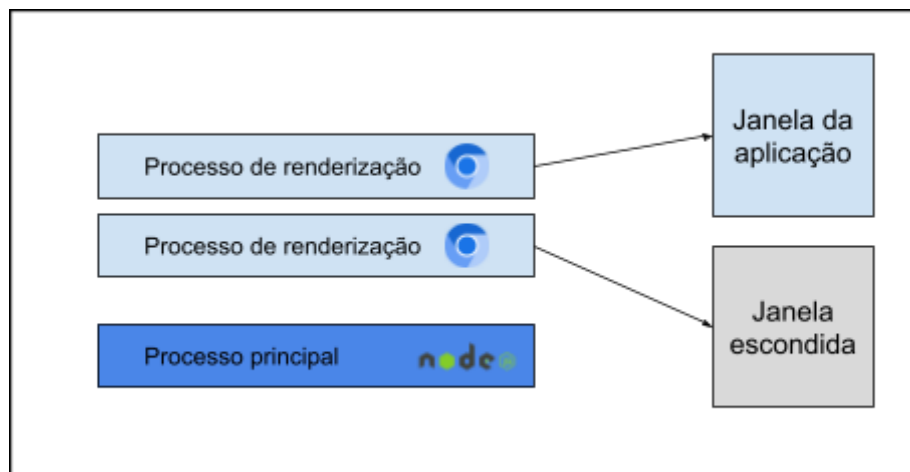 Janela da
aplicação
Processo de renderização
Processo de renderização
Janela
escondida
Processo principal
node